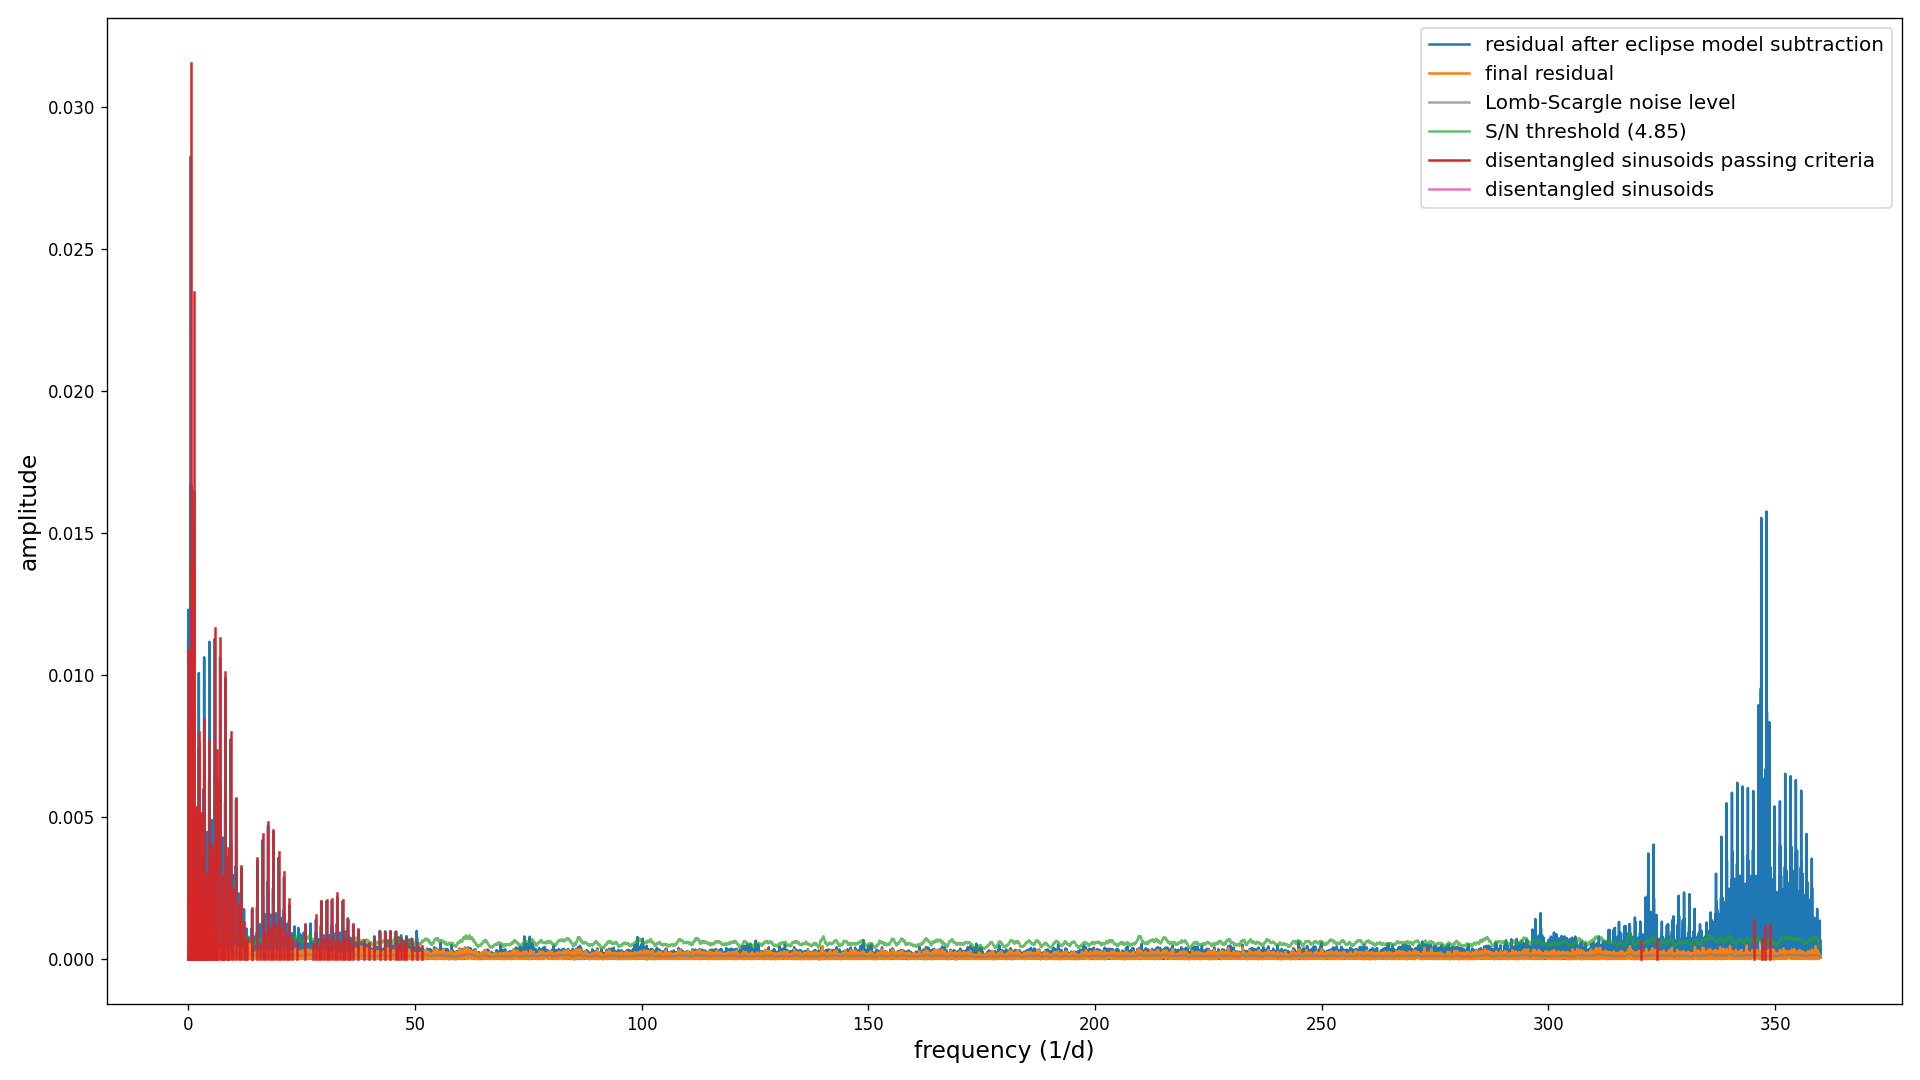 residual after eclipse model subtraction
final residual
Lomb-Scargle noise level
S/N threshold (4.85)
disentangled sinusoids passing criteria
disentangled sinusoids
0.030
0.025
0.020
0.015
0.010
0.005
0.000
amplitude
0 50 100 150 200 250 300 350
frequency (1/d)